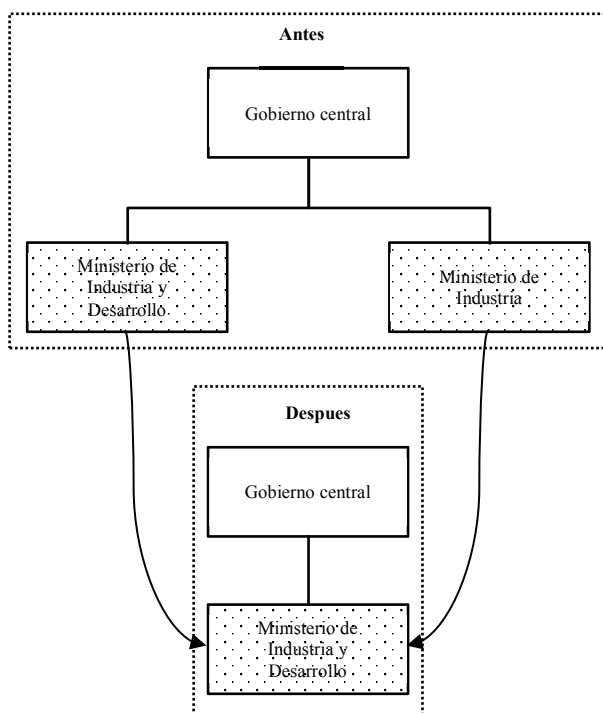 Antes
Gobierno central
Ministerio de
Industria y
Desarrollo
Ministerio de
Industria
Despues
Gobierno central
Ministerio de
Industria y
Desarrollo